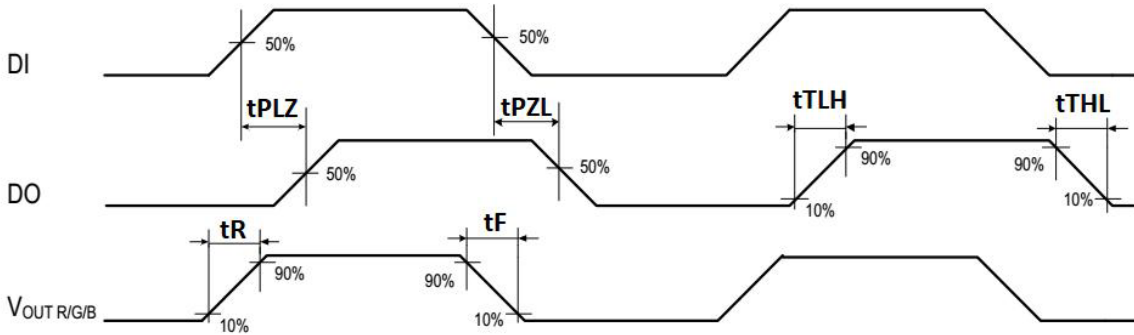 DI
50%
50%
tPLZ
tPZL
tTLH
tTHL
DO
50%
50%
90%
10%
90%
10%
tR
tF
VOUT R/G/B
90%
10%
90%
10%